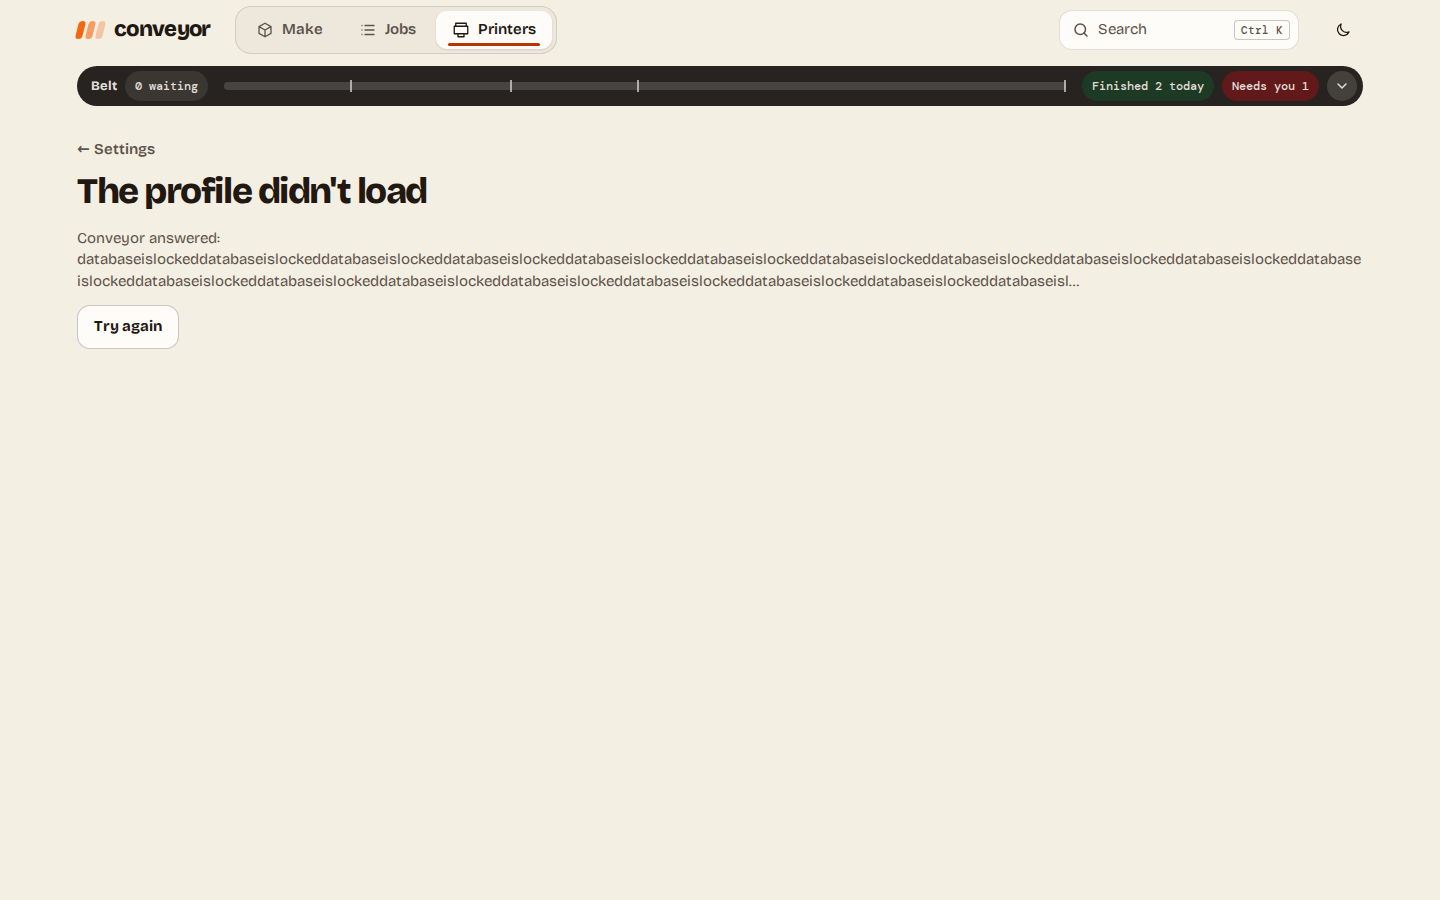 conveyor
Make
Jobs
Printers
Search
Ctrl K
Belt
0 waiting
Finished 2 today
Needs you 1
← Settings
The profile didn't load
Conveyor answered:
databaseislockeddatabaseislockeddatabaseislockeddatabaseislockeddatabaseislockeddatabaseislockeddatabaseislockeddatabaseislockeddatabaseislockeddatabaseislockeddatabase
islockeddatabaseislockeddatabaseislockeddatabaseislockeddatabaseislockeddatabaseislockeddatabaseislockeddatabaseislockeddatabaseisl…
Try again